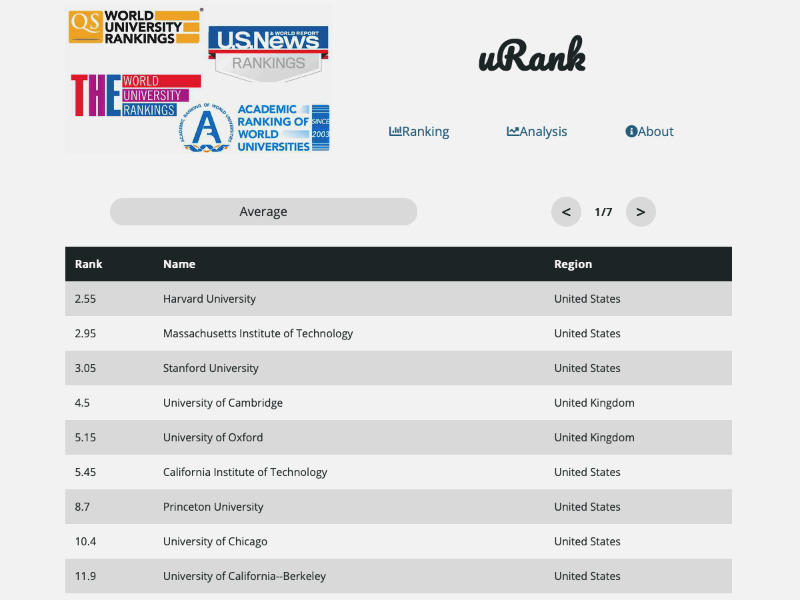 QS WORLD
UNIVERSITY
RANKINGS
U.S.News
& WORLD REPORT
RANKINGS
THE WORLD
UNIVERSITY
RANKINGS
ACADEMIC
RANKING OF
WORLD
UNIVERSITIES
SINCE
2003
uRank
Ranking Analysis About
Average < 1/7 >
Rank Name Region
2.55 Harvard University United States
2.95 Massachusetts Institute of Technology United States
3.05 Stanford University United States
4.5 University of Cambridge United Kingdom
5.15 University of Oxford United Kingdom
5.45 California Institute of Technology United States
8.7 Princeton University United States
10.4 University of Chicago United States
11.9 University of California--Berkeley United States